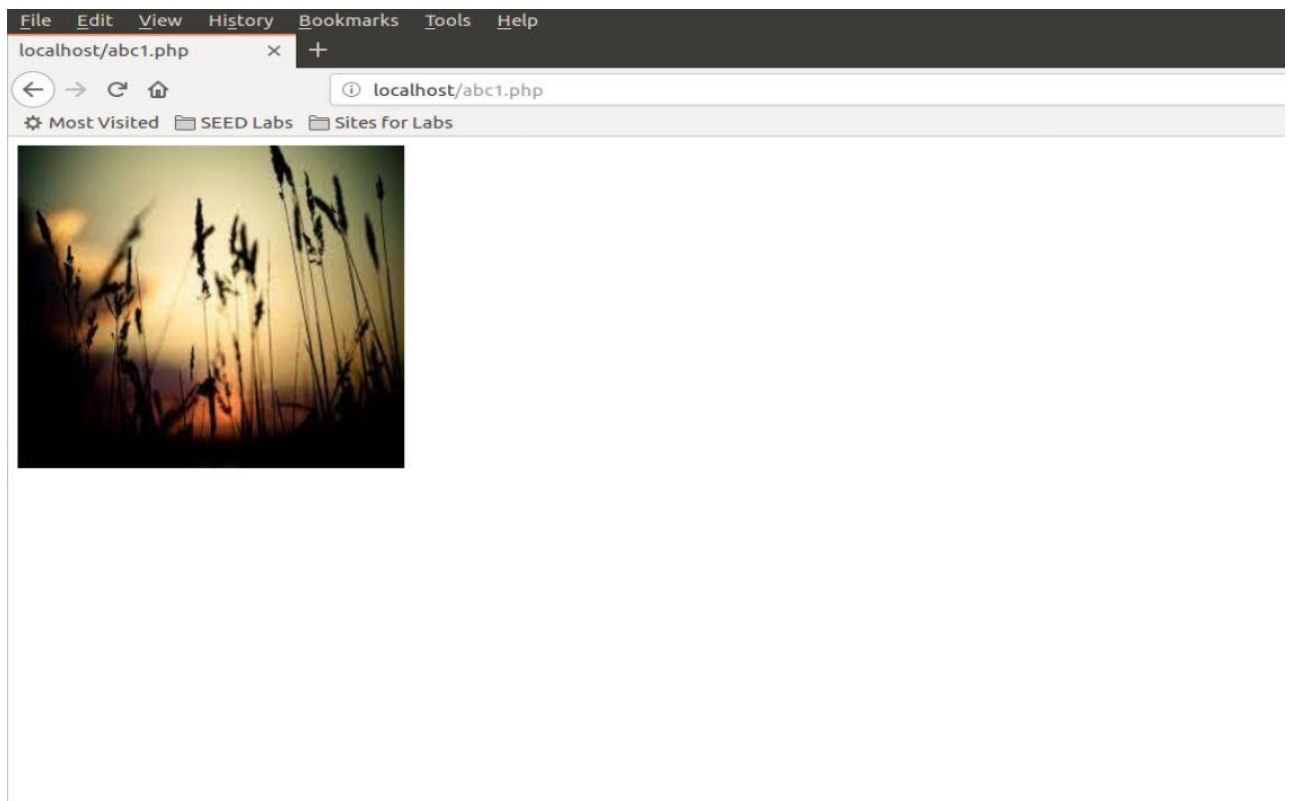 File Edit View History Bookmarks Tools Help
localhost/abc1.php
localhost/abc1.php
Most Visited SEED Labs Sites for Labs